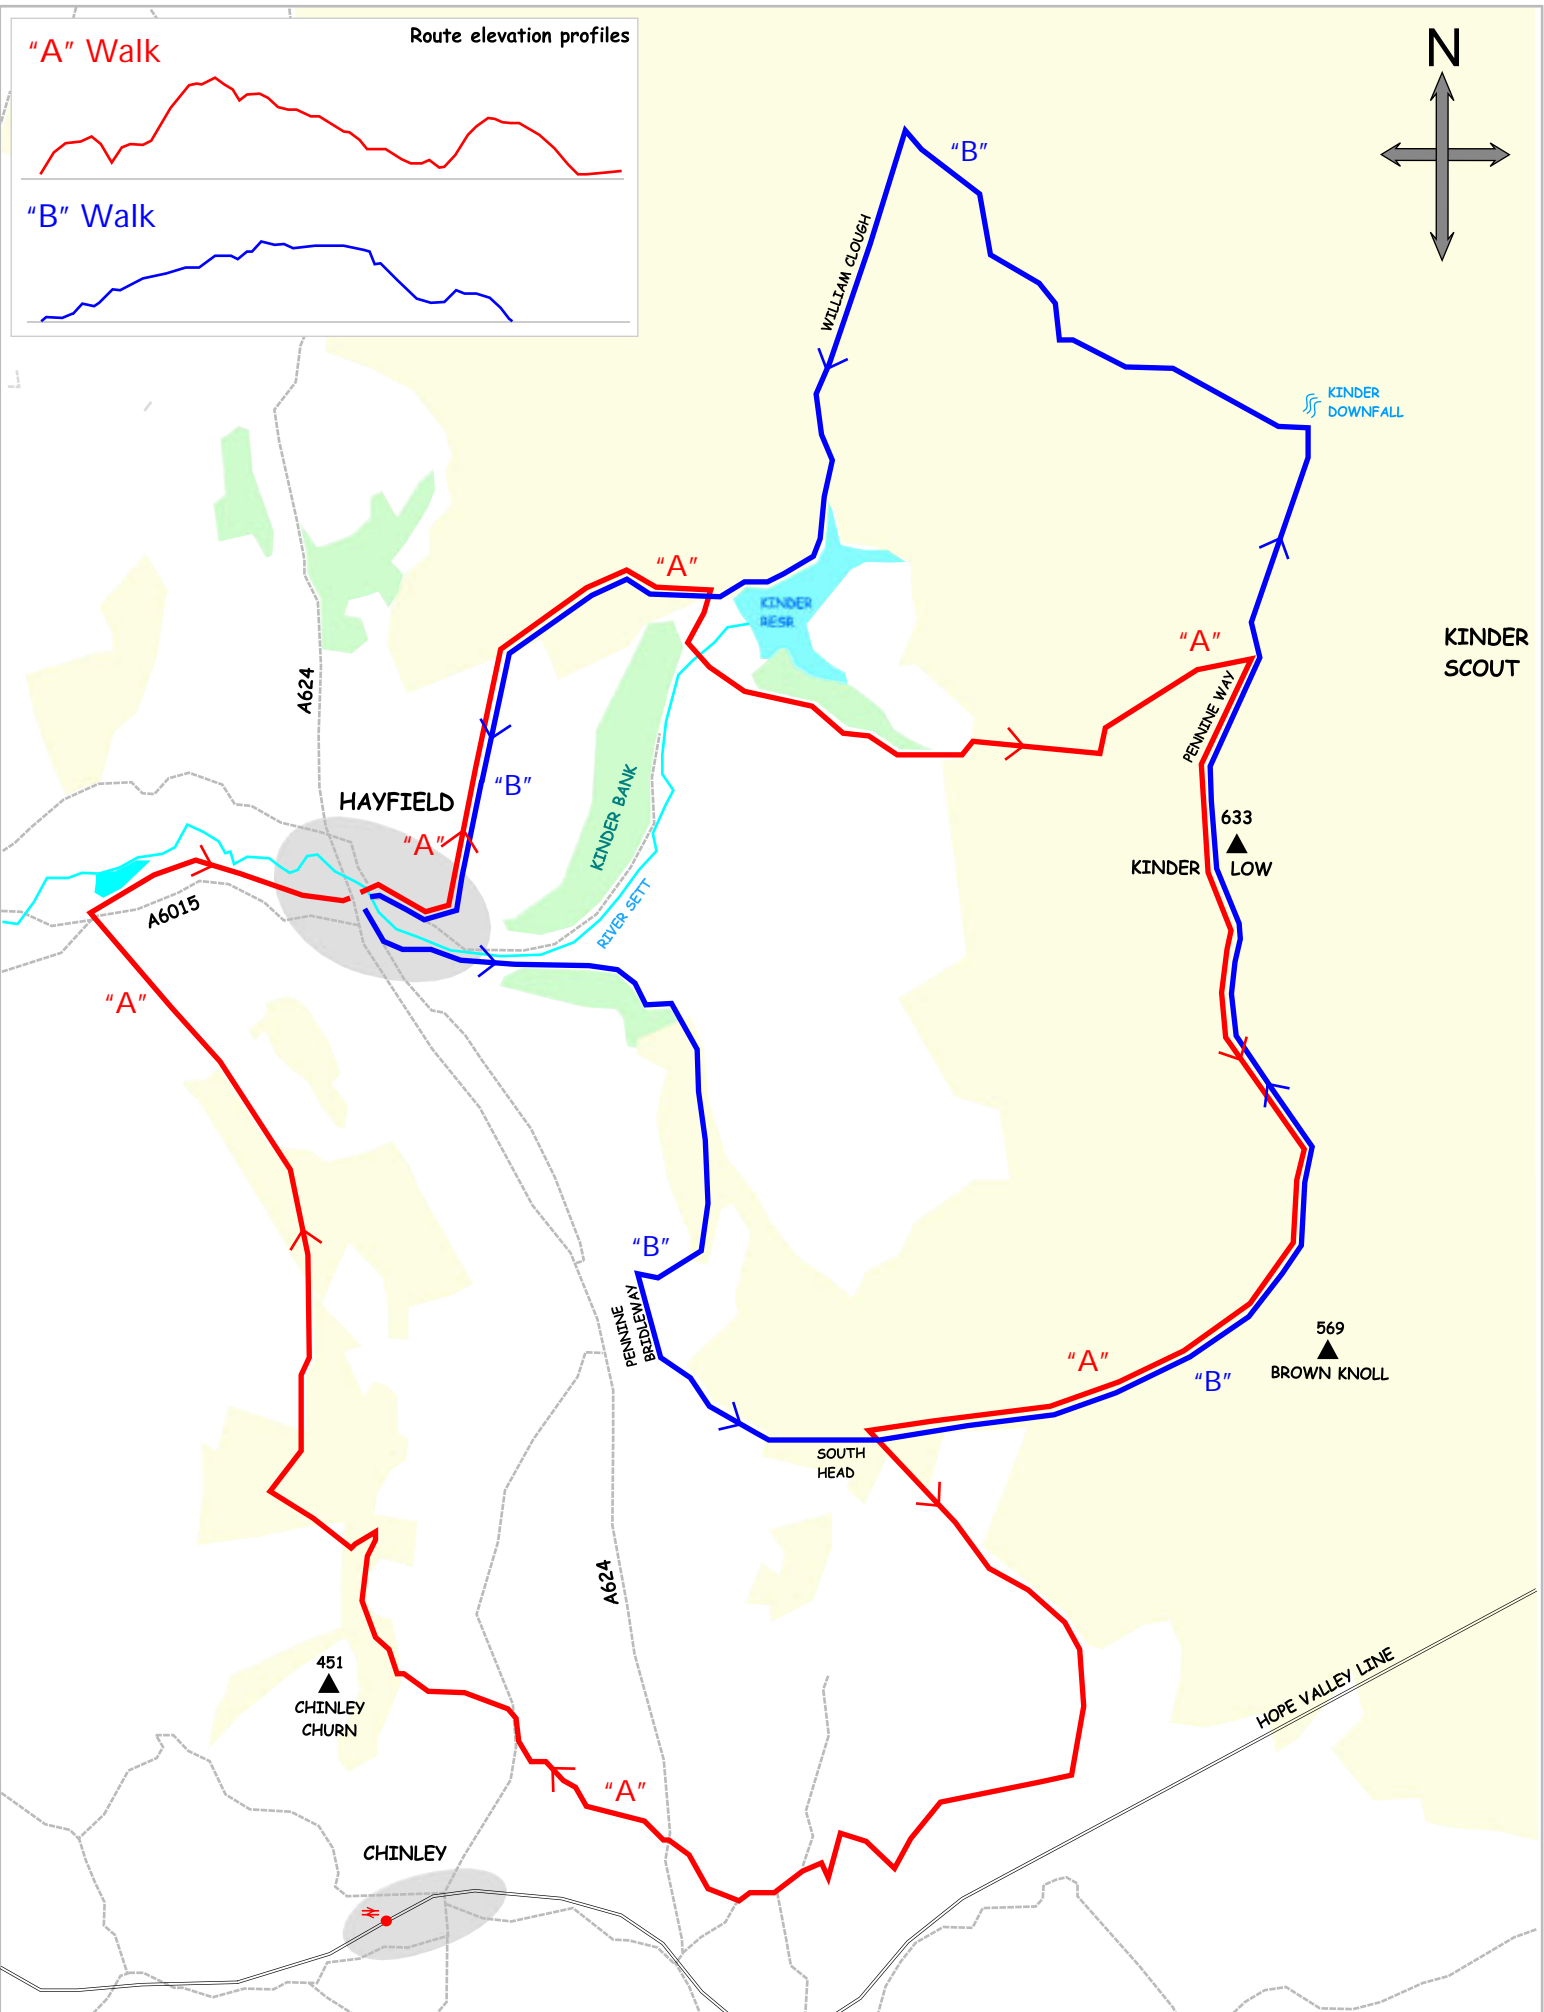 Route elevation profiles
“A” Walk
“B” Walk
N
“B”
WILLIAM CLOUGH
KINDER
DOWNFALL
“A”
KINDER
RESR
“A”
KINDER
SCOUT
A624
PENNINE WAY
HAYFIELD
“B”
“A”
KINDER BANK
633
KINDER LOW
A6015
RIVER SETT
“A”
“B”
PENNINE
BRIDLEWAY
569
BROWN KNOLL
“A”
“B”
SOUTH
HEAD
A624
451
CHINLEY
CHURN
HOPE VALLEY LINE
“A”
CHINLEY